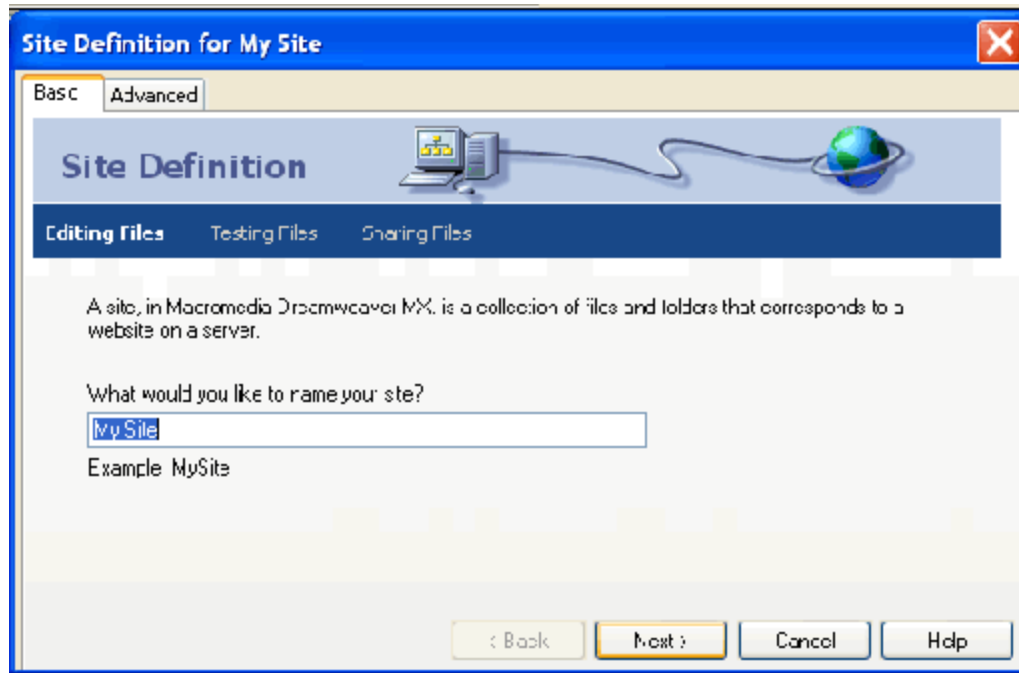 Site Definition for My Site
Basic Advanced
Site Definition
Editing Files Testing Files Sharing Files
A site, in Macromedia Dreamweaver MX, is a collection of files and folders that corresponds to a
website on a server.
What would you like to name your site?
My Site
Example: MySite
< Back Next > Cancel Help